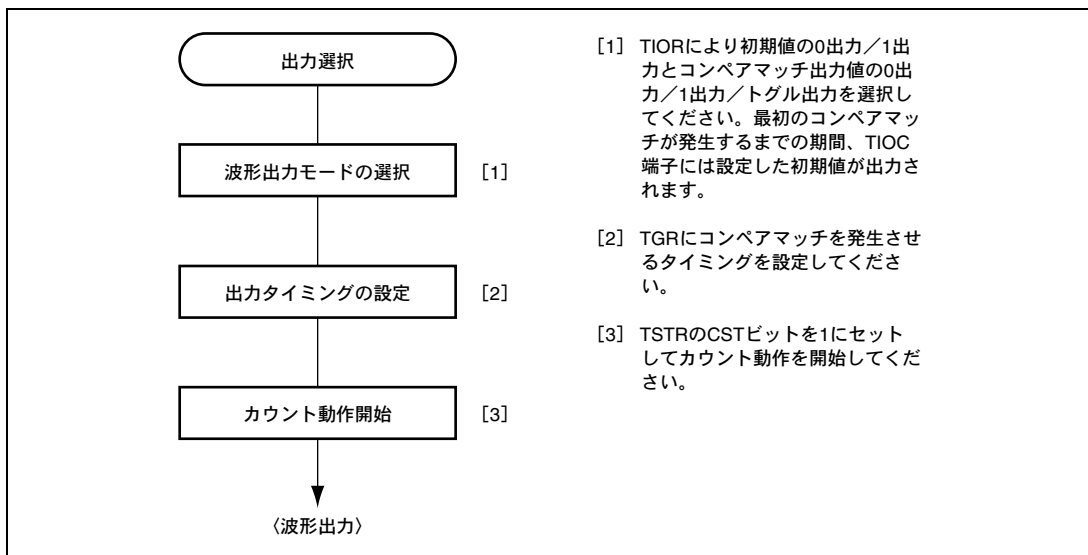 出力選択
波形出力モードの選択 [1]
出力タイミングの設定 [2]
カウント動作開始 [3]
〈波形出力〉
[1] TIORにより初期値の0出力／1出
力とコンペアマッチ出力値の0出
力／1出力／トグル出力を選択し
てください。最初のコンペアマッ
チが発生するまでの期間、TIOC
端子には設定した初期値が出力さ
れます。
[2] TGRにコンペアマッチを発生させ
るタイミングを設定してくださ
い。
[3] TSTRのCSTビットを1にセット
してカウント動作を開始してくだ
さい。